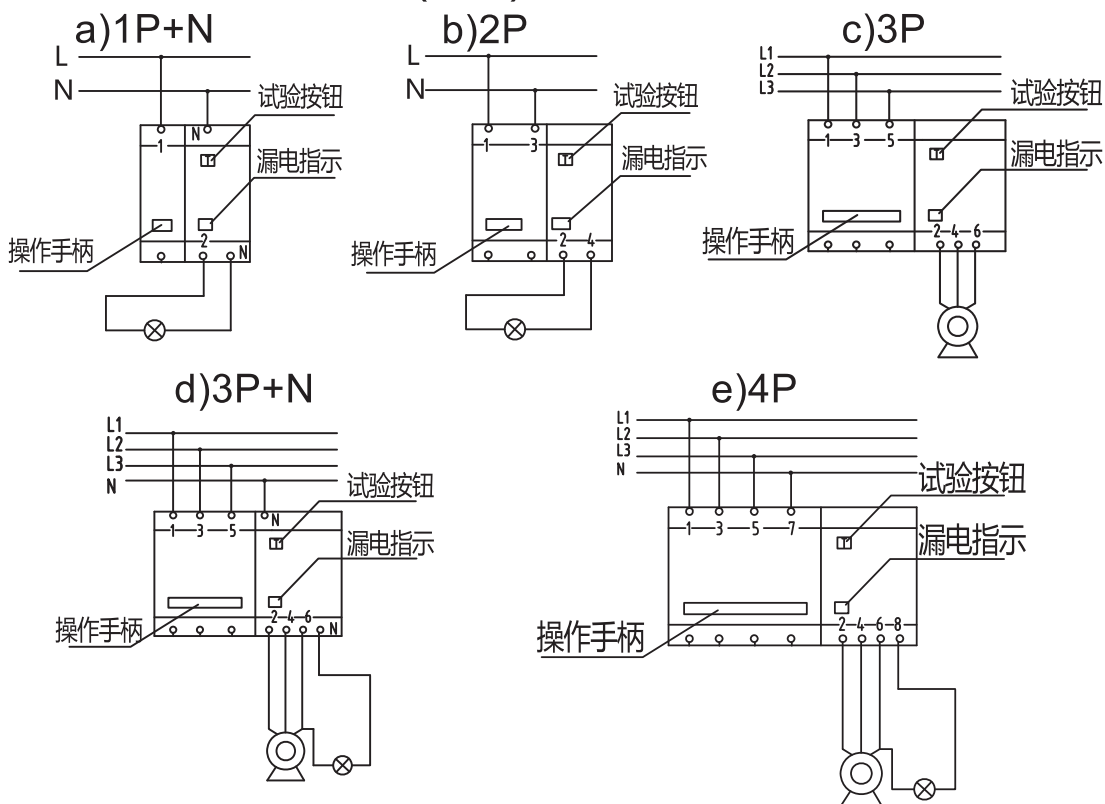 a)1P+N
L
N
试验按钮
N
1
漏电指示
操作手柄
2
N
b)2P
L
N
试验按钮
1 3
漏电指示
操作手柄
2 4
c)3P
L1
L2
L3
试验按钮
1 3 5
漏电指示
操作手柄
2 4 6
d)3P+N
L1
L2
L3
N
试验按钮
1 3 5 N
漏电指示
操作手柄
2 4 6
N
e)4P
L1
L2
L3
N
试验按钮
1 3 5 7
漏电指示
操作手柄
2 4 6 8